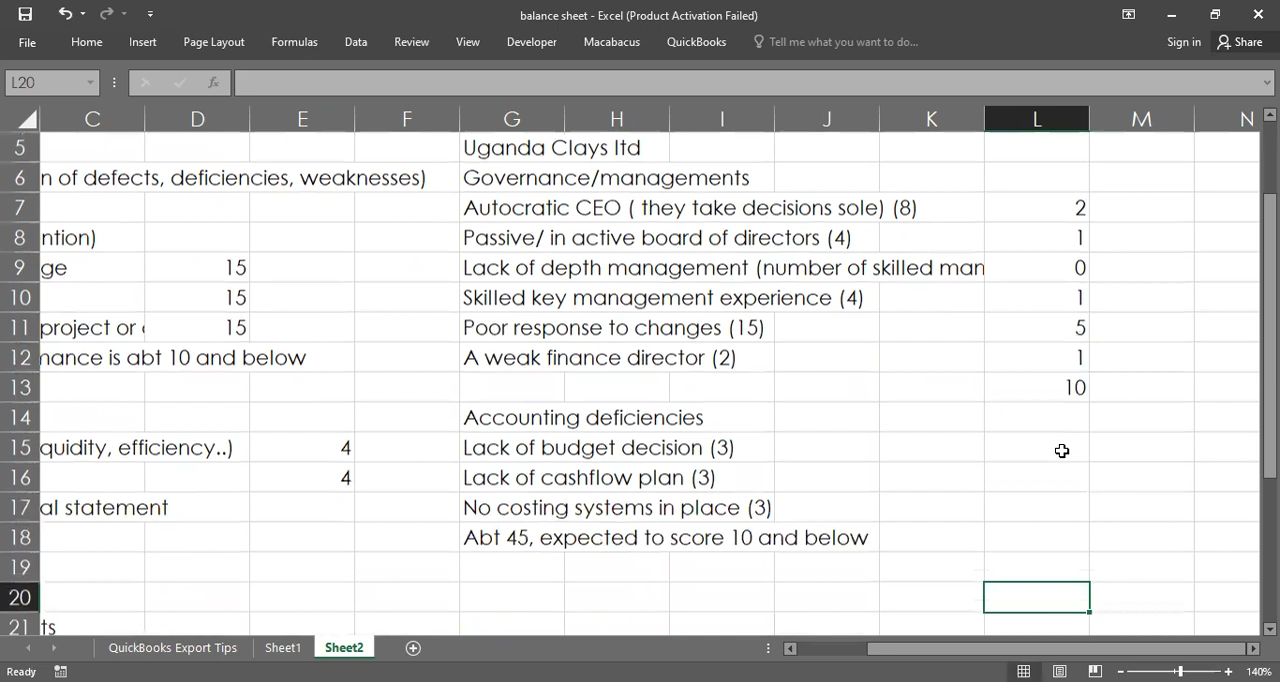 balance sheet - Excel (Product Activation Failed)
File Home Insert Page Layout Formulas Data Review View Developer Macabacus QuickBooks Tell me what you want to do... Sign in Share
L20 fx
C D E F G H I J K L M N
5 Uganda Clays ltd
6 n of defects, deficiencies, weaknesses) Governance/managements
7 Autocratic CEO ( they take decisions sole) (8) 2
8 ntion) Passive/ in active board of directors (4) 1
9 ge 15 Lack of depth management (number of skilled man 0
10 15 Skilled key management experience (4) 1
11 project or 15 Poor response to changes (15) 5
12 mance is abt 10 and below A weak finance director (2) 1
13 10
14 Accounting deficiencies
15 quidity, efficiency..) 4 Lack of budget decision (3)
16 4 Lack of cashflow plan (3)
17 al statement No costing systems in place (3)
18 Abt 45, expected to score 10 and below
19
20
21 ts
QuickBooks Export Tips Sheet1 Sheet2
Ready 140%